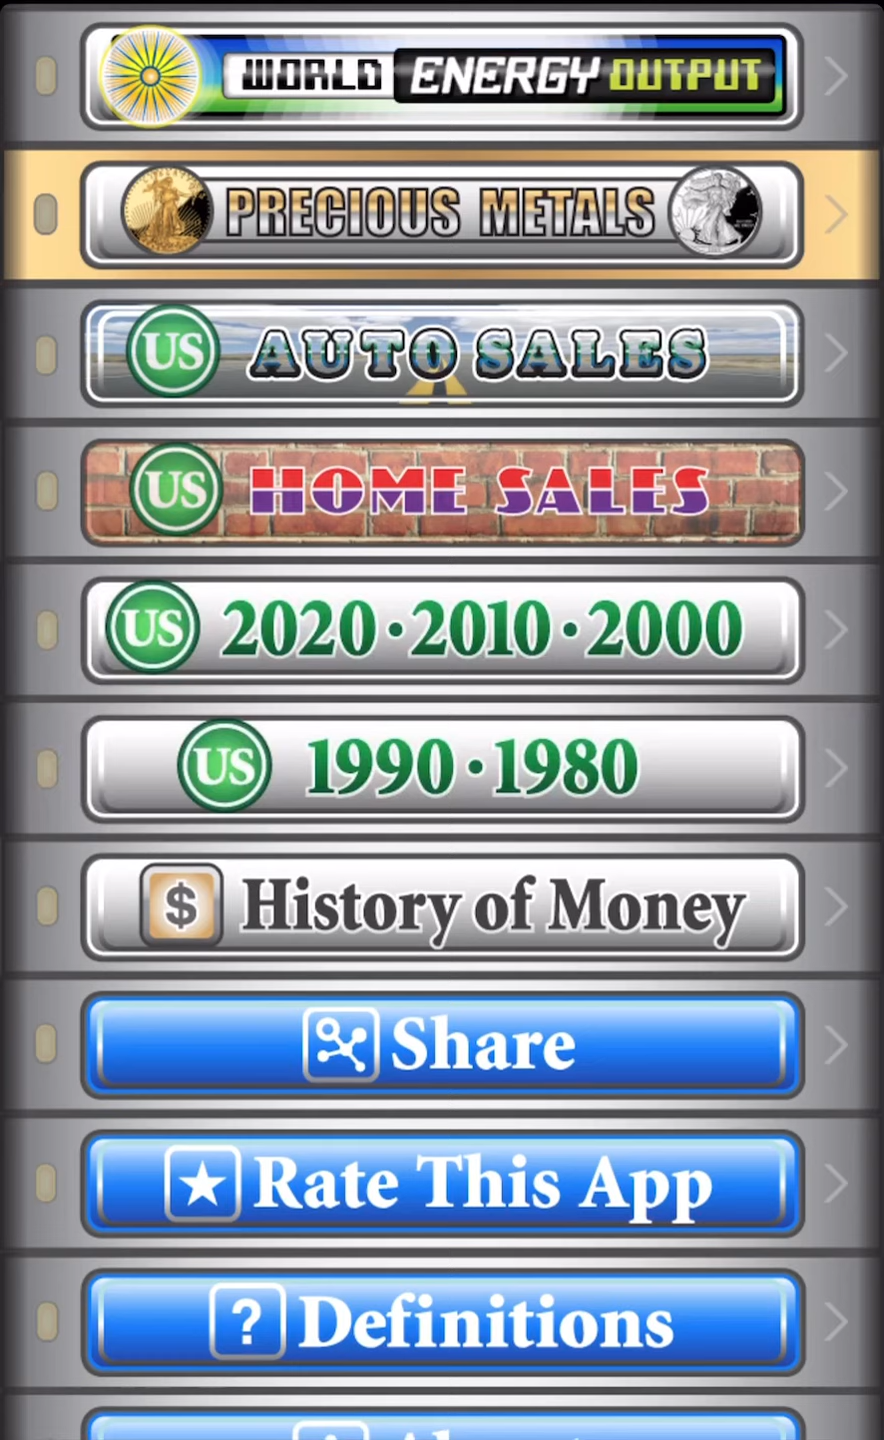 WORLD ENERGY OUTPUT
PRECIOUS METALS
US AUTO SALES
US HOME SALES
US 2020•2010•2000
US 1990•1980
$ History of Money
Share
Rate This App
? Definitions